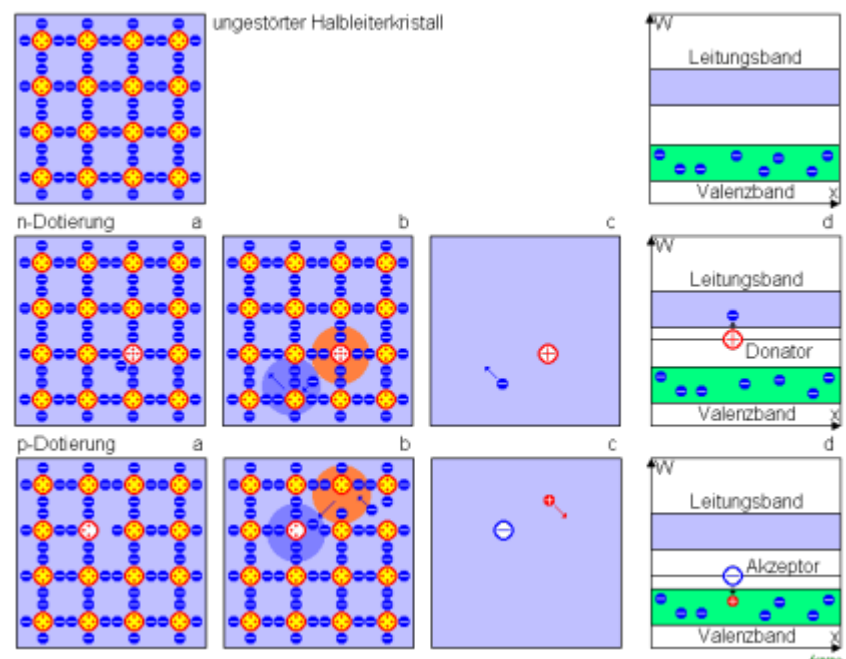 ungestörter Halbleiterkristall
W
Leitungsband
Valenzband x
n-Dotierung a b c d
W
Leitungsband
Donator
Valenzband x
p-Dotierung a b c d
W
Leitungsband
Akzeptor
Valenzband x